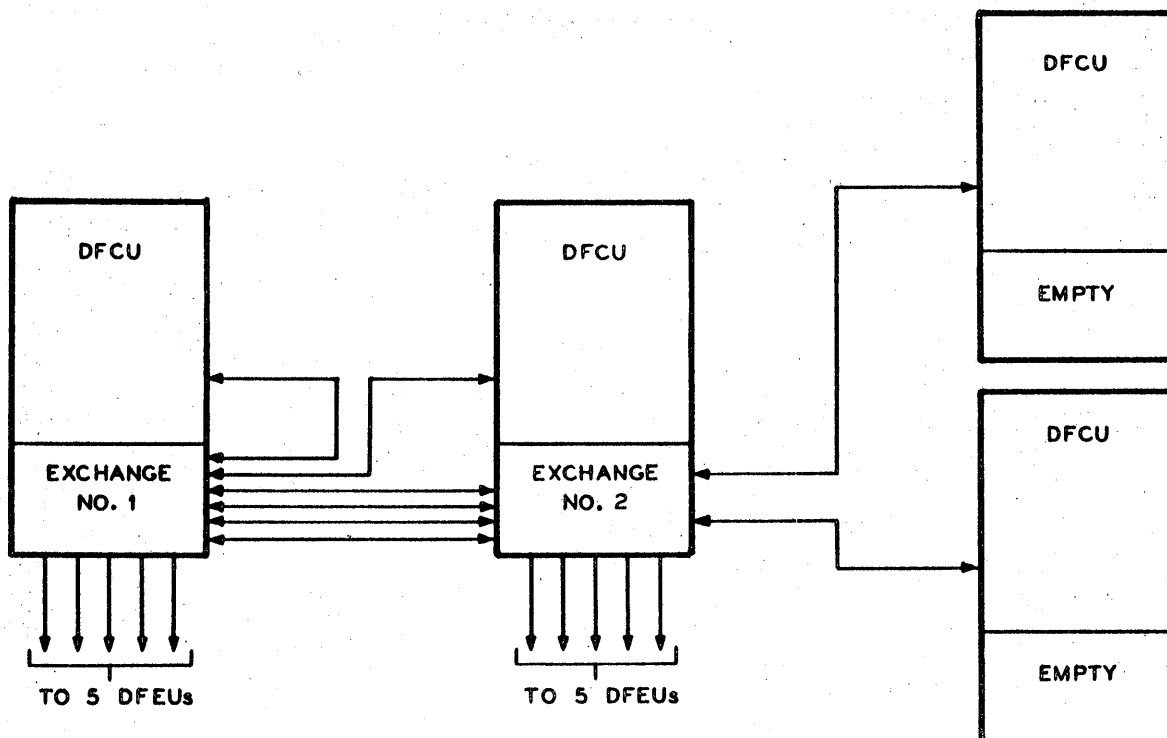 DFCU
EXCHANGE
NO. 1
TO 5 DFEUs
DFCU
EXCHANGE
NO. 2
TO 5 DFEUs
DFCU
EMPTY
DFCU
EMPTY